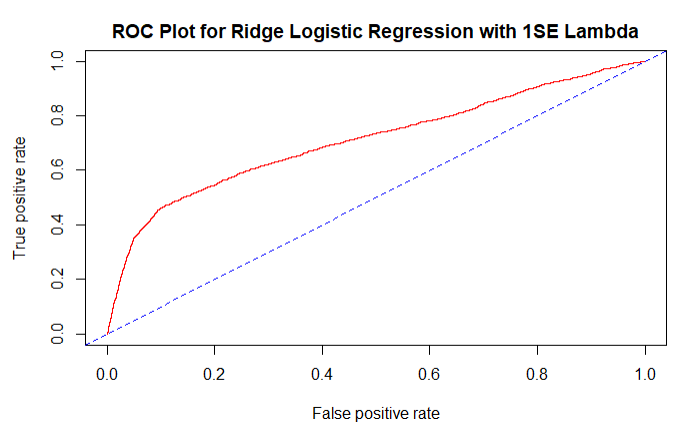 ROC Plot for Ridge Logistic Regression with 1SE Lambda
True positive rate
1.0
0.8
0.6
0.4
0.2
0.0
0.0 0.2 0.4 0.6 0.8 1.0
False positive rate